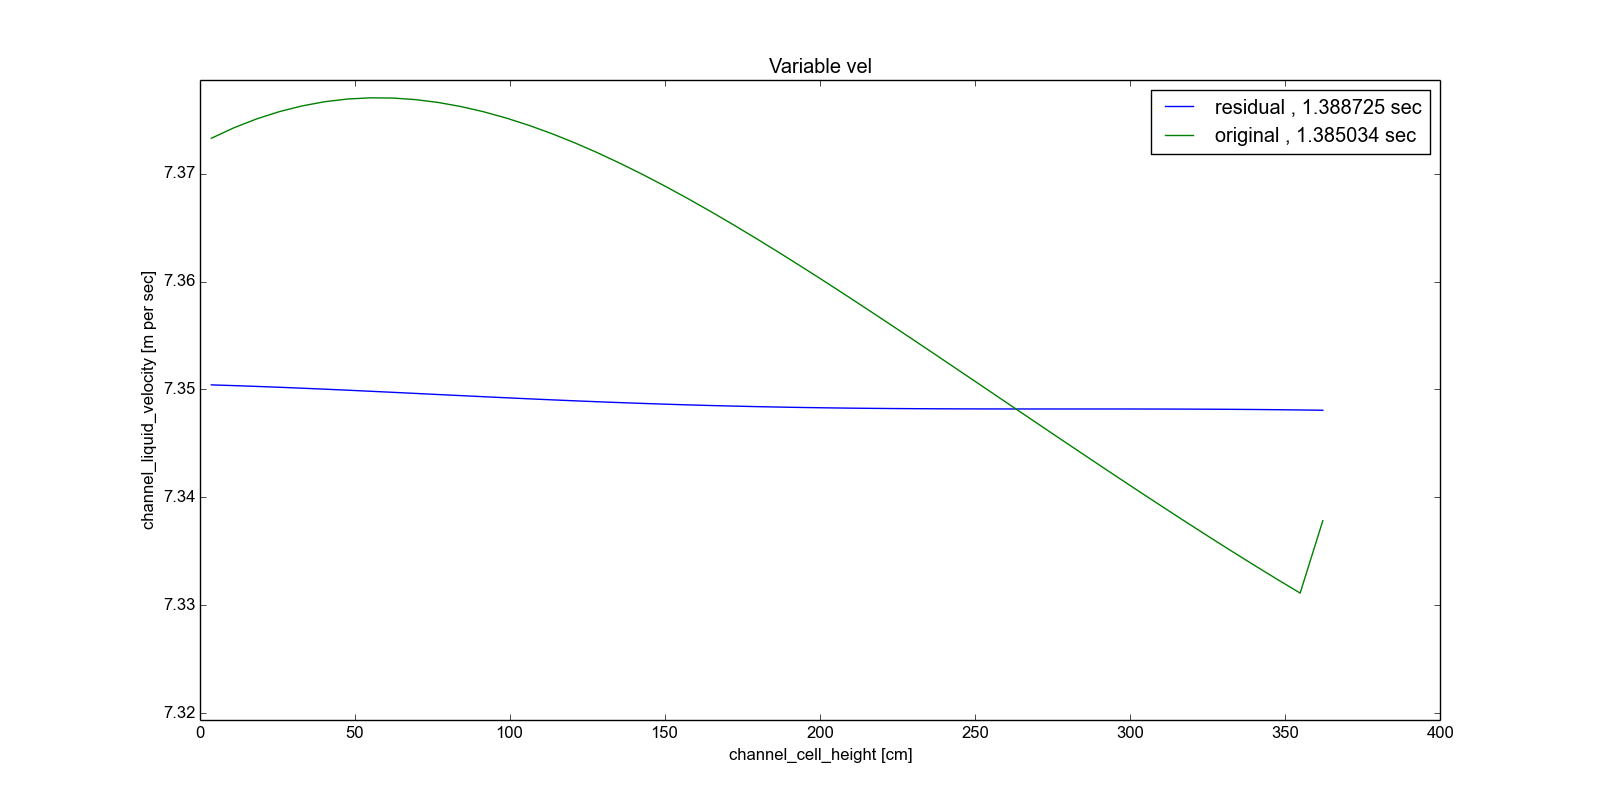 Variable vel
residual , 1.388725 sec
original , 1.385034 sec
channel_liquid_velocity [m per sec]
7.37
7.36
7.35
7.34
7.33
7.32
0 50 100 150 200 250 300 350 400
channel_cell_height [cm]